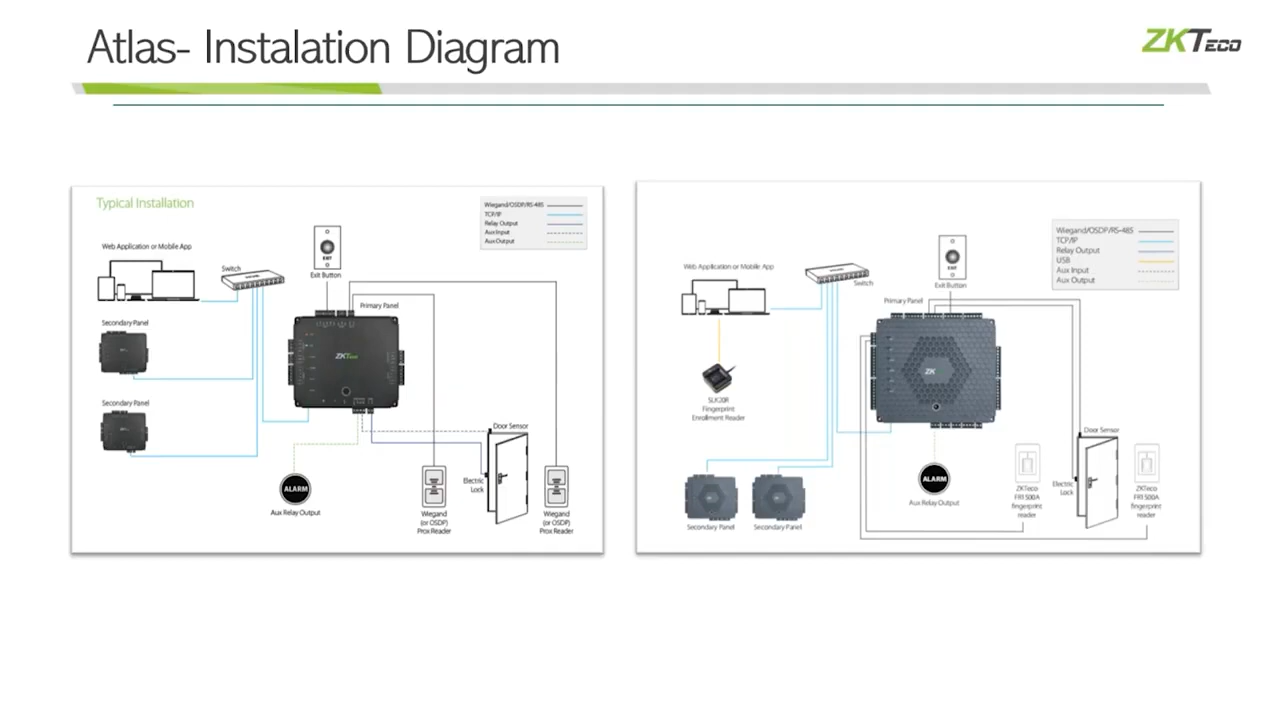 Atlas- Instalation Diagram
ZKTECO
Typical Installation
Wiegand/OSDP/RS-485
TCP/IP
Relay Output
Aux Input
Aux Output
Web Application or Mobile App
Switch
EXIT
Exit Button
Primary Panel
Secondary Panel
ZKTeco
Secondary Panel
Door Sensor
ALARM
Aux Relay Output
Electric
Lock
Wiegand
(or OSDP)
Prox Reader
Wiegand
(or OSDP)
Prox Reader
Wiegand/OSDP/RS-485
TCP/IP
Relay Output
USB
Aux Input
Aux Output
Web Application or Mobile App
Switch
EXIT
Exit Button
Primary Panel
ZK
SLK20R
Fingerprint
Enrollment Reader
Door Sensor
ALARM
Aux Relay Output
Electric
Lock
ZKTeco
FR1500A
fingerprint
reader
ZKTeco
FR1500A
fingerprint
reader
Secondary Panel
Secondary Panel